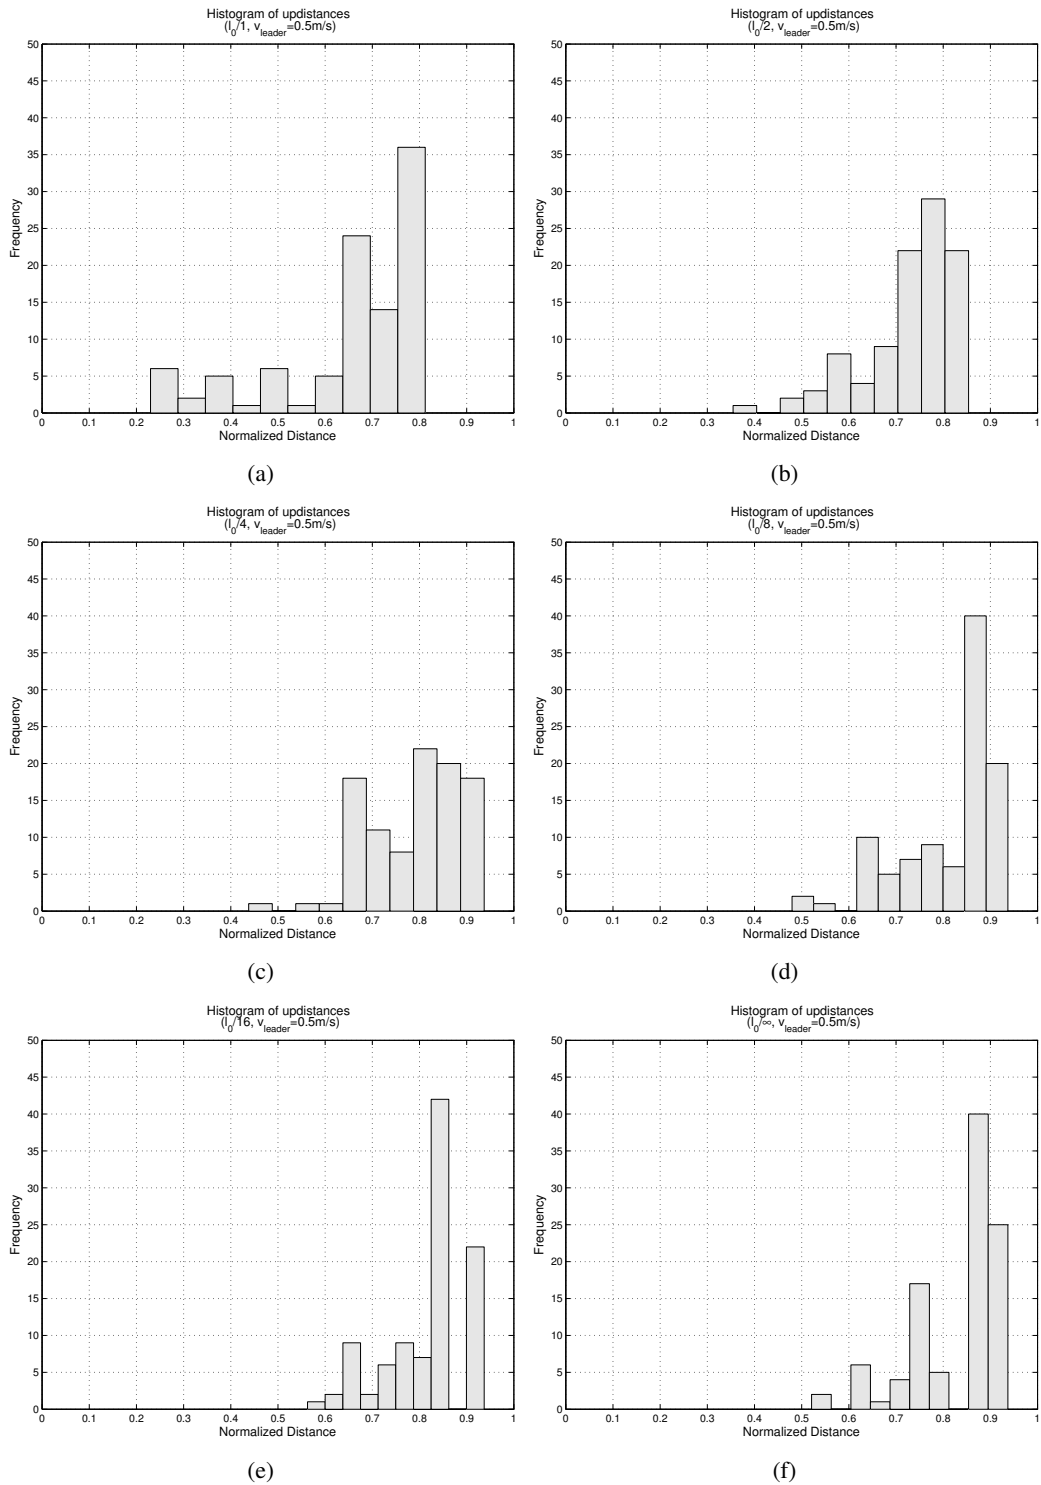 Histogram of updistances
(l0/1, vleader=0.5m/s)
50
45
40
35
30
25
20
15
10
5
0
Frequency
0 0.1 0.2 0.3 0.4 0.5 0.6 0.7 0.8 0.9 1
Normalized Distance
(a)
Histogram of updistances
(l0/2, vleader=0.5m/s)
50
45
40
35
30
25
20
15
10
5
0
Frequency
0 0.1 0.2 0.3 0.4 0.5 0.6 0.7 0.8 0.9 1
Normalized Distance
(b)
Histogram of updistances
(l0/4, vleader=0.5m/s)
50
45
40
35
30
25
20
15
10
5
0
Frequency
0 0.1 0.2 0.3 0.4 0.5 0.6 0.7 0.8 0.9 1
Normalized Distance
(c)
Histogram of updistances
(l0/8, vleader=0.5m/s)
50
45
40
35
30
25
20
15
10
5
0
Frequency
0 0.1 0.2 0.3 0.4 0.5 0.6 0.7 0.8 0.9 1
Normalized Distance
(d)
Histogram of updistances
(l0/16, vleader=0.5m/s)
50
45
40
35
30
25
20
15
10
5
0
Frequency
0 0.1 0.2 0.3 0.4 0.5 0.6 0.7 0.8 0.9 1
Normalized Distance
(e)
Histogram of updistances
(l0/∞, vleader=0.5m/s)
50
45
40
35
30
25
20
15
10
5
0
Frequency
0 0.1 0.2 0.3 0.4 0.5 0.6 0.7 0.8 0.9 1
Normalized Distance
(f)